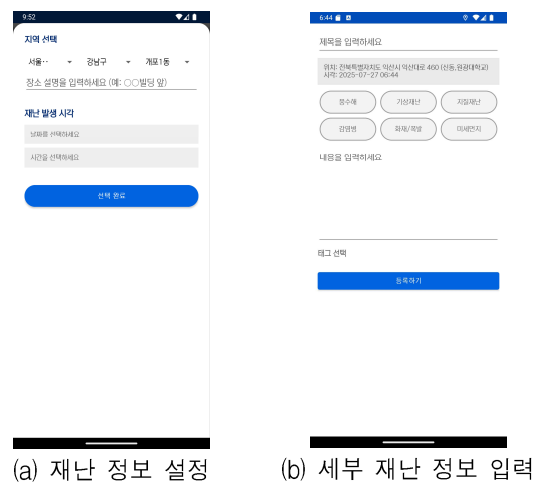 9:52
지역 선택
서울·· 강남구 개포1동
장소 설명을 입력하세요 (예: ○○빌딩 앞)
재난 발생 시각
날짜를 선택하세요
시간을 선택하세요
선택 완료
(a) 재난 정보 설정
6:44
제목을 입력하세요
위치: 전북특별자치도 익산시 익산대로 460 (신동,원광대학교)
시각: 2025-07-27 06:44
풍수해 기상재난 지질재난
감염병 화재/폭발 미세먼지
내용을 입력하세요
태그 선택
등록하기
(b) 세부 재난 정보 입력